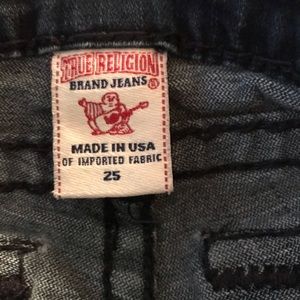 TRUE RELIGION
BRAND JEANS®
MADE IN USA
OF IMPORTED FABRIC
25